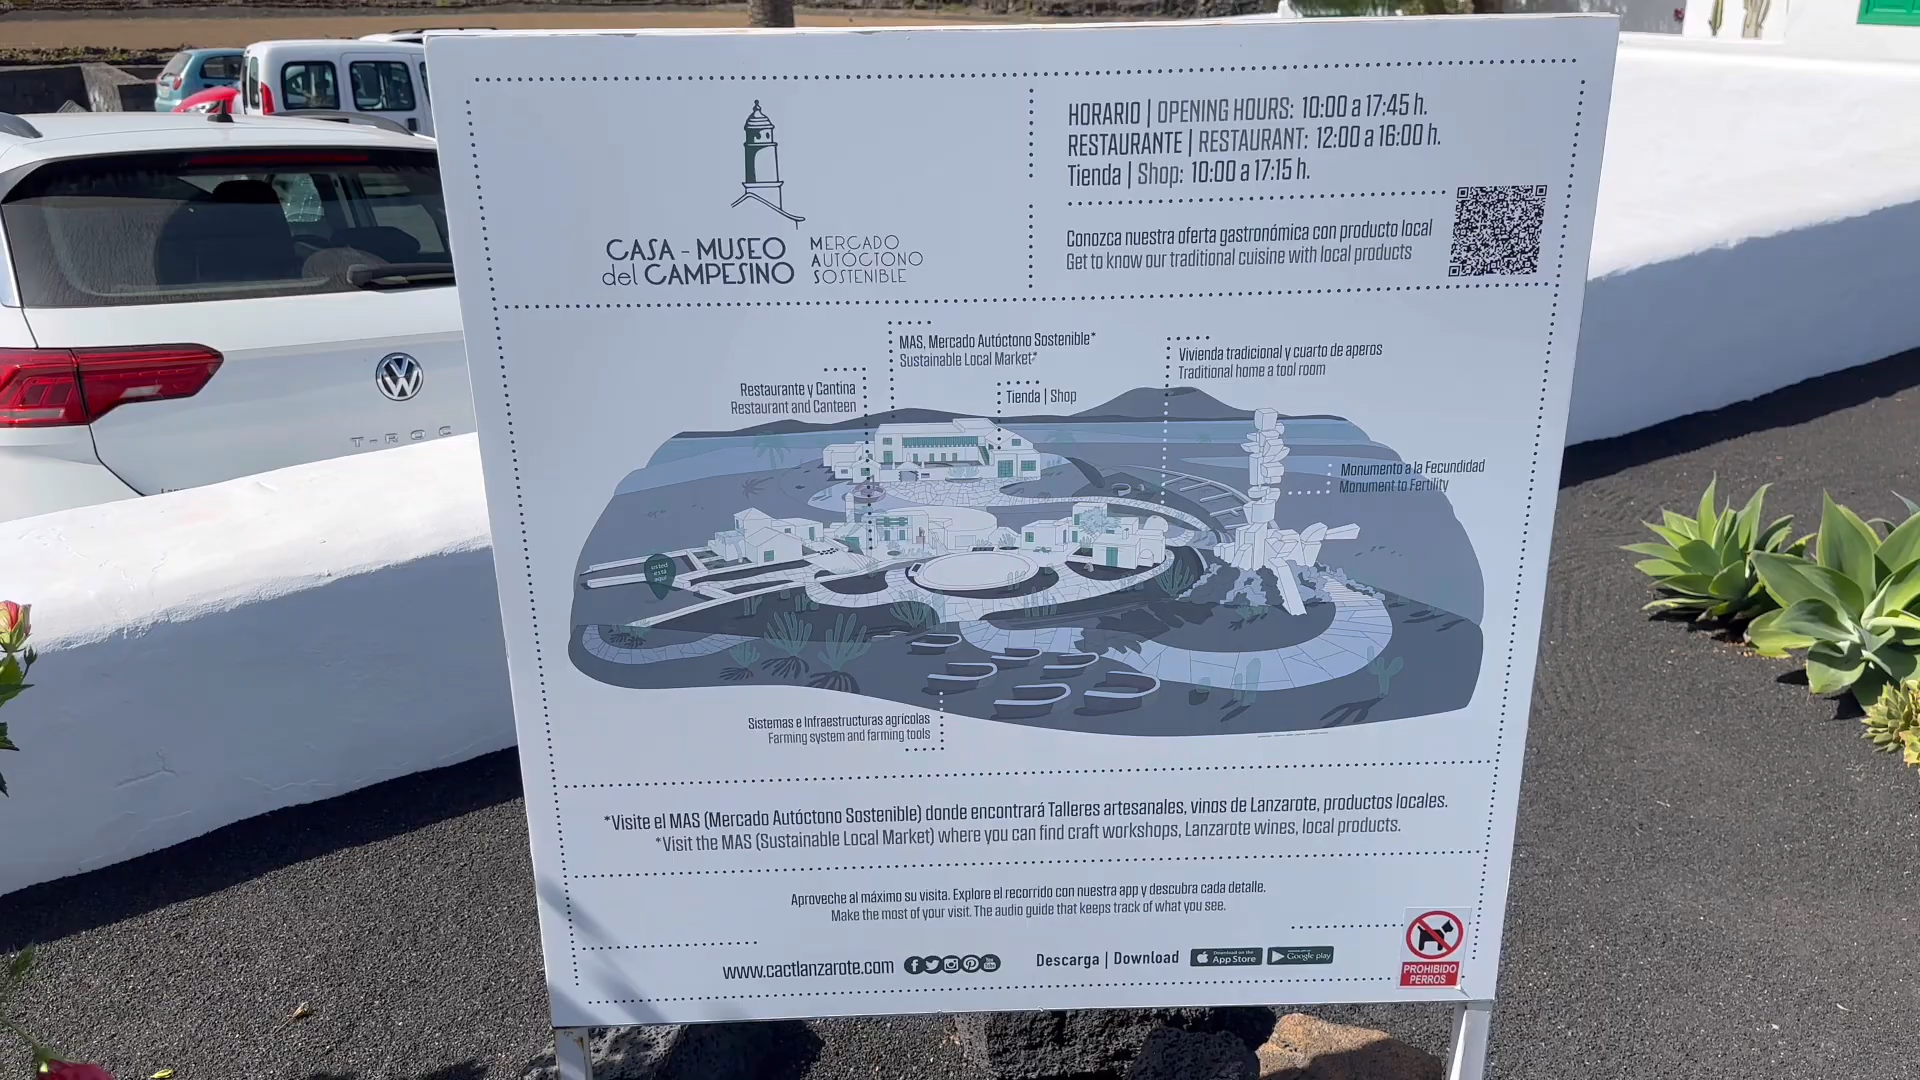 HORARIO | OPENING HOURS: 10:00 a 17:45 h.
RESTAURANTE | RESTAURANT: 12:00 a 16:00 h.
Tienda | Shop: 10:00 a 17:15 h.
CASA - MUSEO
del CAMPESINO
MERCADO
AUTÓCTONO
SOSTENIBLE
Conozca nuestra oferta gastronómica con producto local
Get to know our traditional cuisine with local products
MAS, Mercado Autóctono Sostenible*
Sustainable Local Market*
Vivienda tradicional y cuarto de aperos
Traditional home a tool room
Restaurante y Cantina
Restaurant and Canteen
Tienda | Shop
Monumento a la Fecundidad
Monument to Fertility
usted
está
aquí
Sistemas e Infraestructuras agrícolas
Farming system and farming tools
*Visite el MAS (Mercado Autóctono Sostenible) donde encontrará Talleres artesanales, vinos de Lanzarote, productos locales.
*Visit the MAS (Sustainable Local Market) where you can find craft workshops, Lanzarote wines, local products.
Aproveche al máximo su visita. Explore el recorrido con nuestra app y descubra cada detalle.
Make the most of your visit. The audio guide that keeps track of what you see.
www.cactlanzarote.com
Descarga | Download
Download on the
App Store
Google play
PROHIBIDO
PERROS
T-ROC